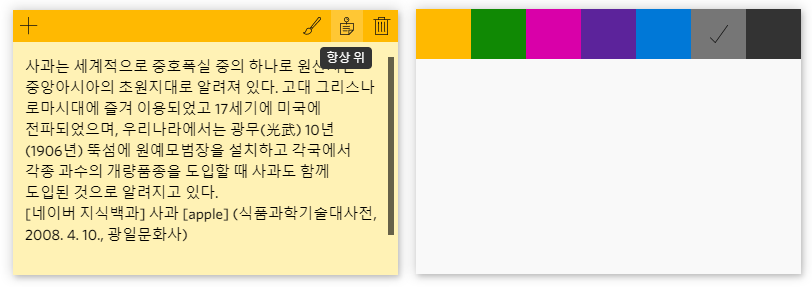 항상 위
사과는 세계적으로 중호폭실 중의 하나로
중앙아시아의 초원지대로 알려져 있다. 고대 그리스나
로마시대에 즐겨 이용되었고 17세기에 미국에
전파되었으며, 우리나라에서는 광무(光武) 10년
(1906년) 뚝섬에 원예모범장을 설치하고 각국에서
각종 과수의 개량품종을 도입할 때 사과도 함께
도입된 것으로 알려지고 있다.
[네이버 지식백과] 사과 [apple] (식품과학기술대사전,
2008. 4. 10., 광일문화사)